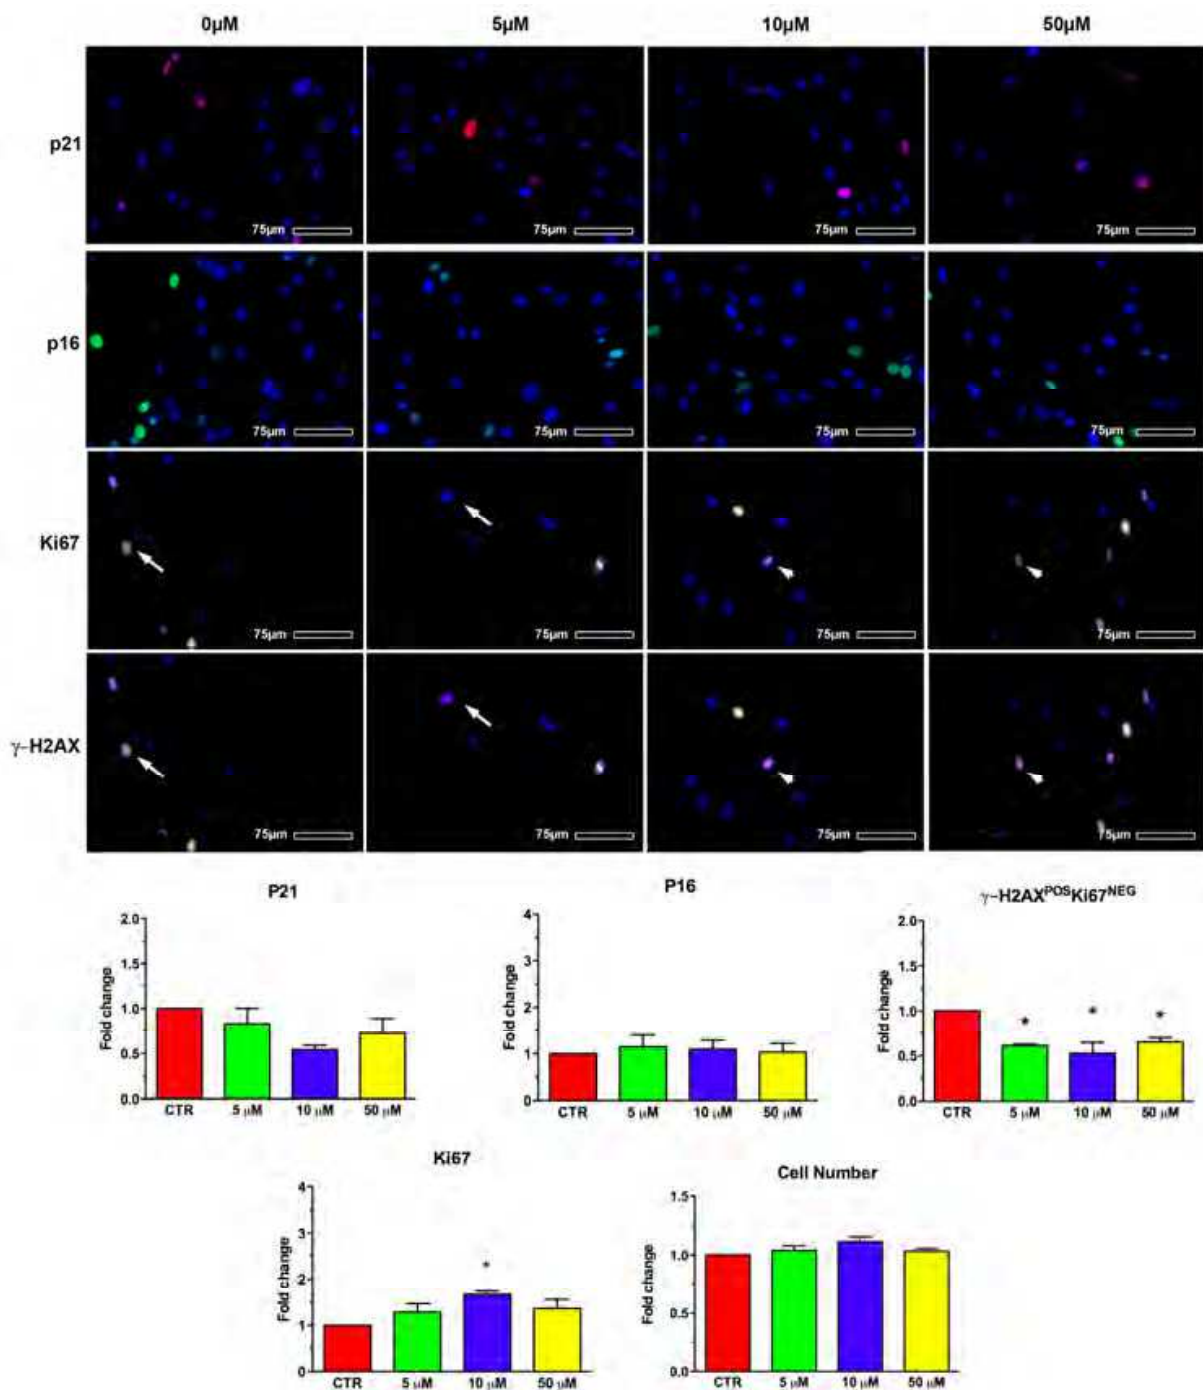 0µM 5µM 10µM 50µM
p21
75µm 75µm 75µm 75µm
p16
75µm 75µm 75µm 75µm
Ki67
75µm 75µm 75µm 75µm
γ-H2AX
75µm 75µm 75µm 75µm
P21
Fold change
2.0
1.5
1.0
0.5
0.0
CTR 5 µM 10 µM 50 µM
P16
Fold change
4
3
2
1
0
CTR 5 µM 10 µM 50 µM
γ-H2AXPOSKi67NEG
Fold change
2.0
1.5
1.0
0.5
0.0
* * *
CTR 5 µM 10 µM 50 µM
Ki67
Fold change
4
3
2
1
0
*
CTR 5 µM 10 µM 50 µM
Cell Number
Fold change
1.5
1.0
0.5
0.0
CTR 5 µM 10 µM 50 µM